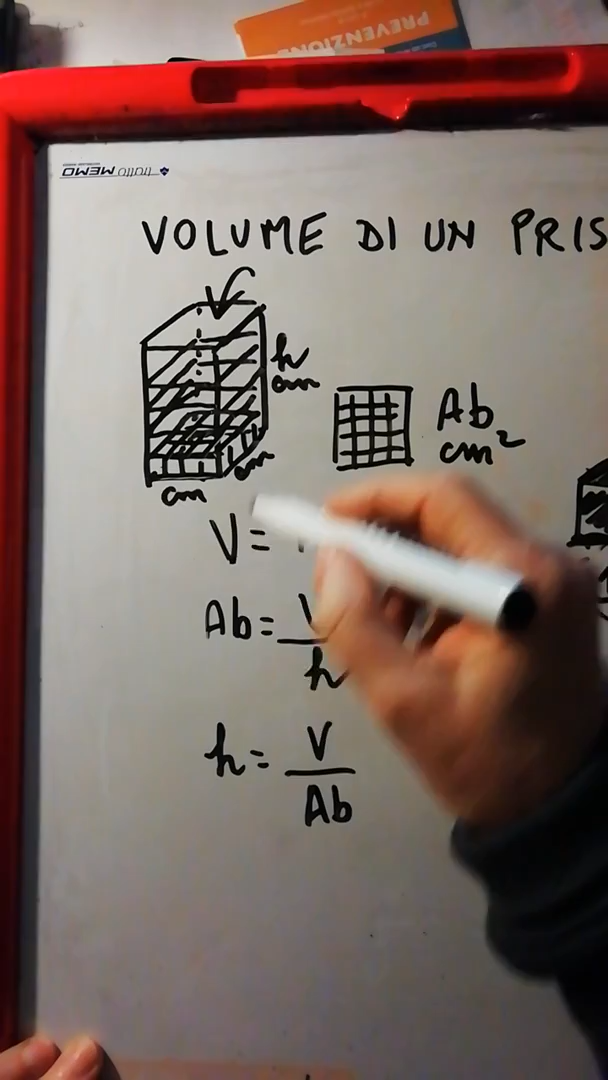 PREVENZIONE
tratto MEMO
VOLUME DI UN PRIS
h
cm
Ab
cm²
cm
cm
V =
Ab = V
h
h = V
Ab